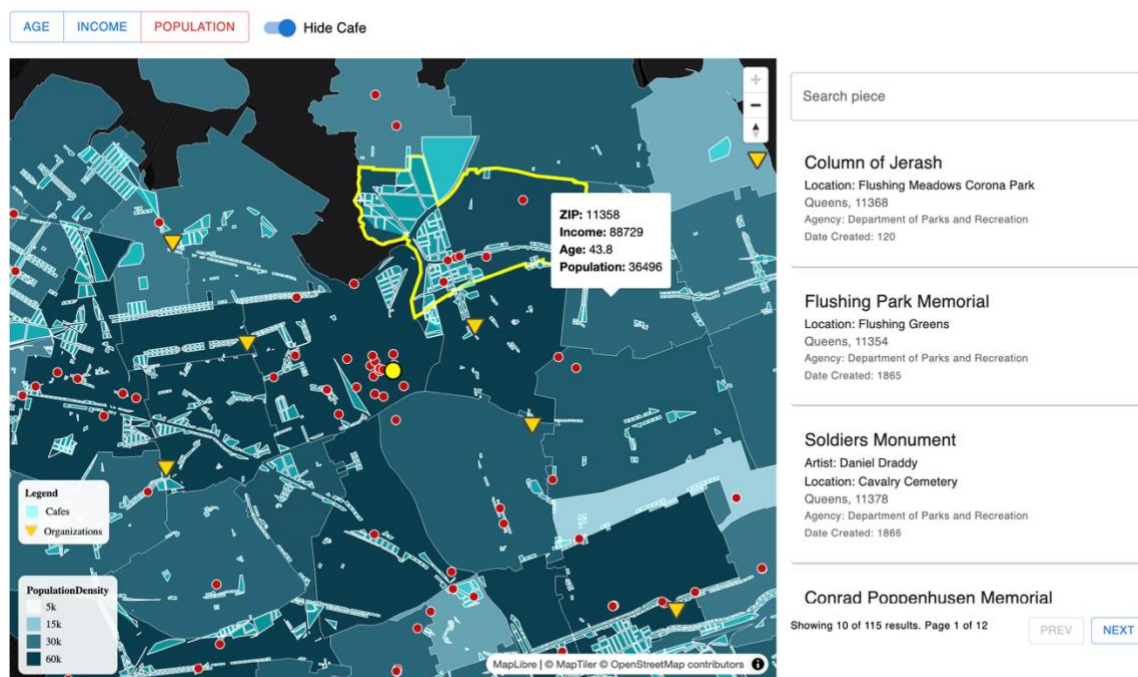 AGE INCOME POPULATION Hide Cafe
ZIP: 11358
Income: 88729
Age: 43.8
Population: 36496
Legend
Cafes
Organizations
PopulationDensity
5k
15k
30k
60k
MapLibre | © MapTiler © OpenStreetMap contributors
Search piece
Column of Jerash
Location: Flushing Meadows Corona Park
Queens, 11368
Agency: Department of Parks and Recreation
Date Created: 120
Flushing Park Memorial
Location: Flushing Greens
Queens, 11354
Agency: Department of Parks and Recreation
Date Created: 1865
Soldiers Monument
Artist: Daniel Draddy
Location: Cavalry Cemetery
Queens, 11378
Agency: Department of Parks and Recreation
Date Created: 1866
Conrad Poppenhusen Memorial
Showing 10 of 115 results. Page 1 of 12 PREV NEXT